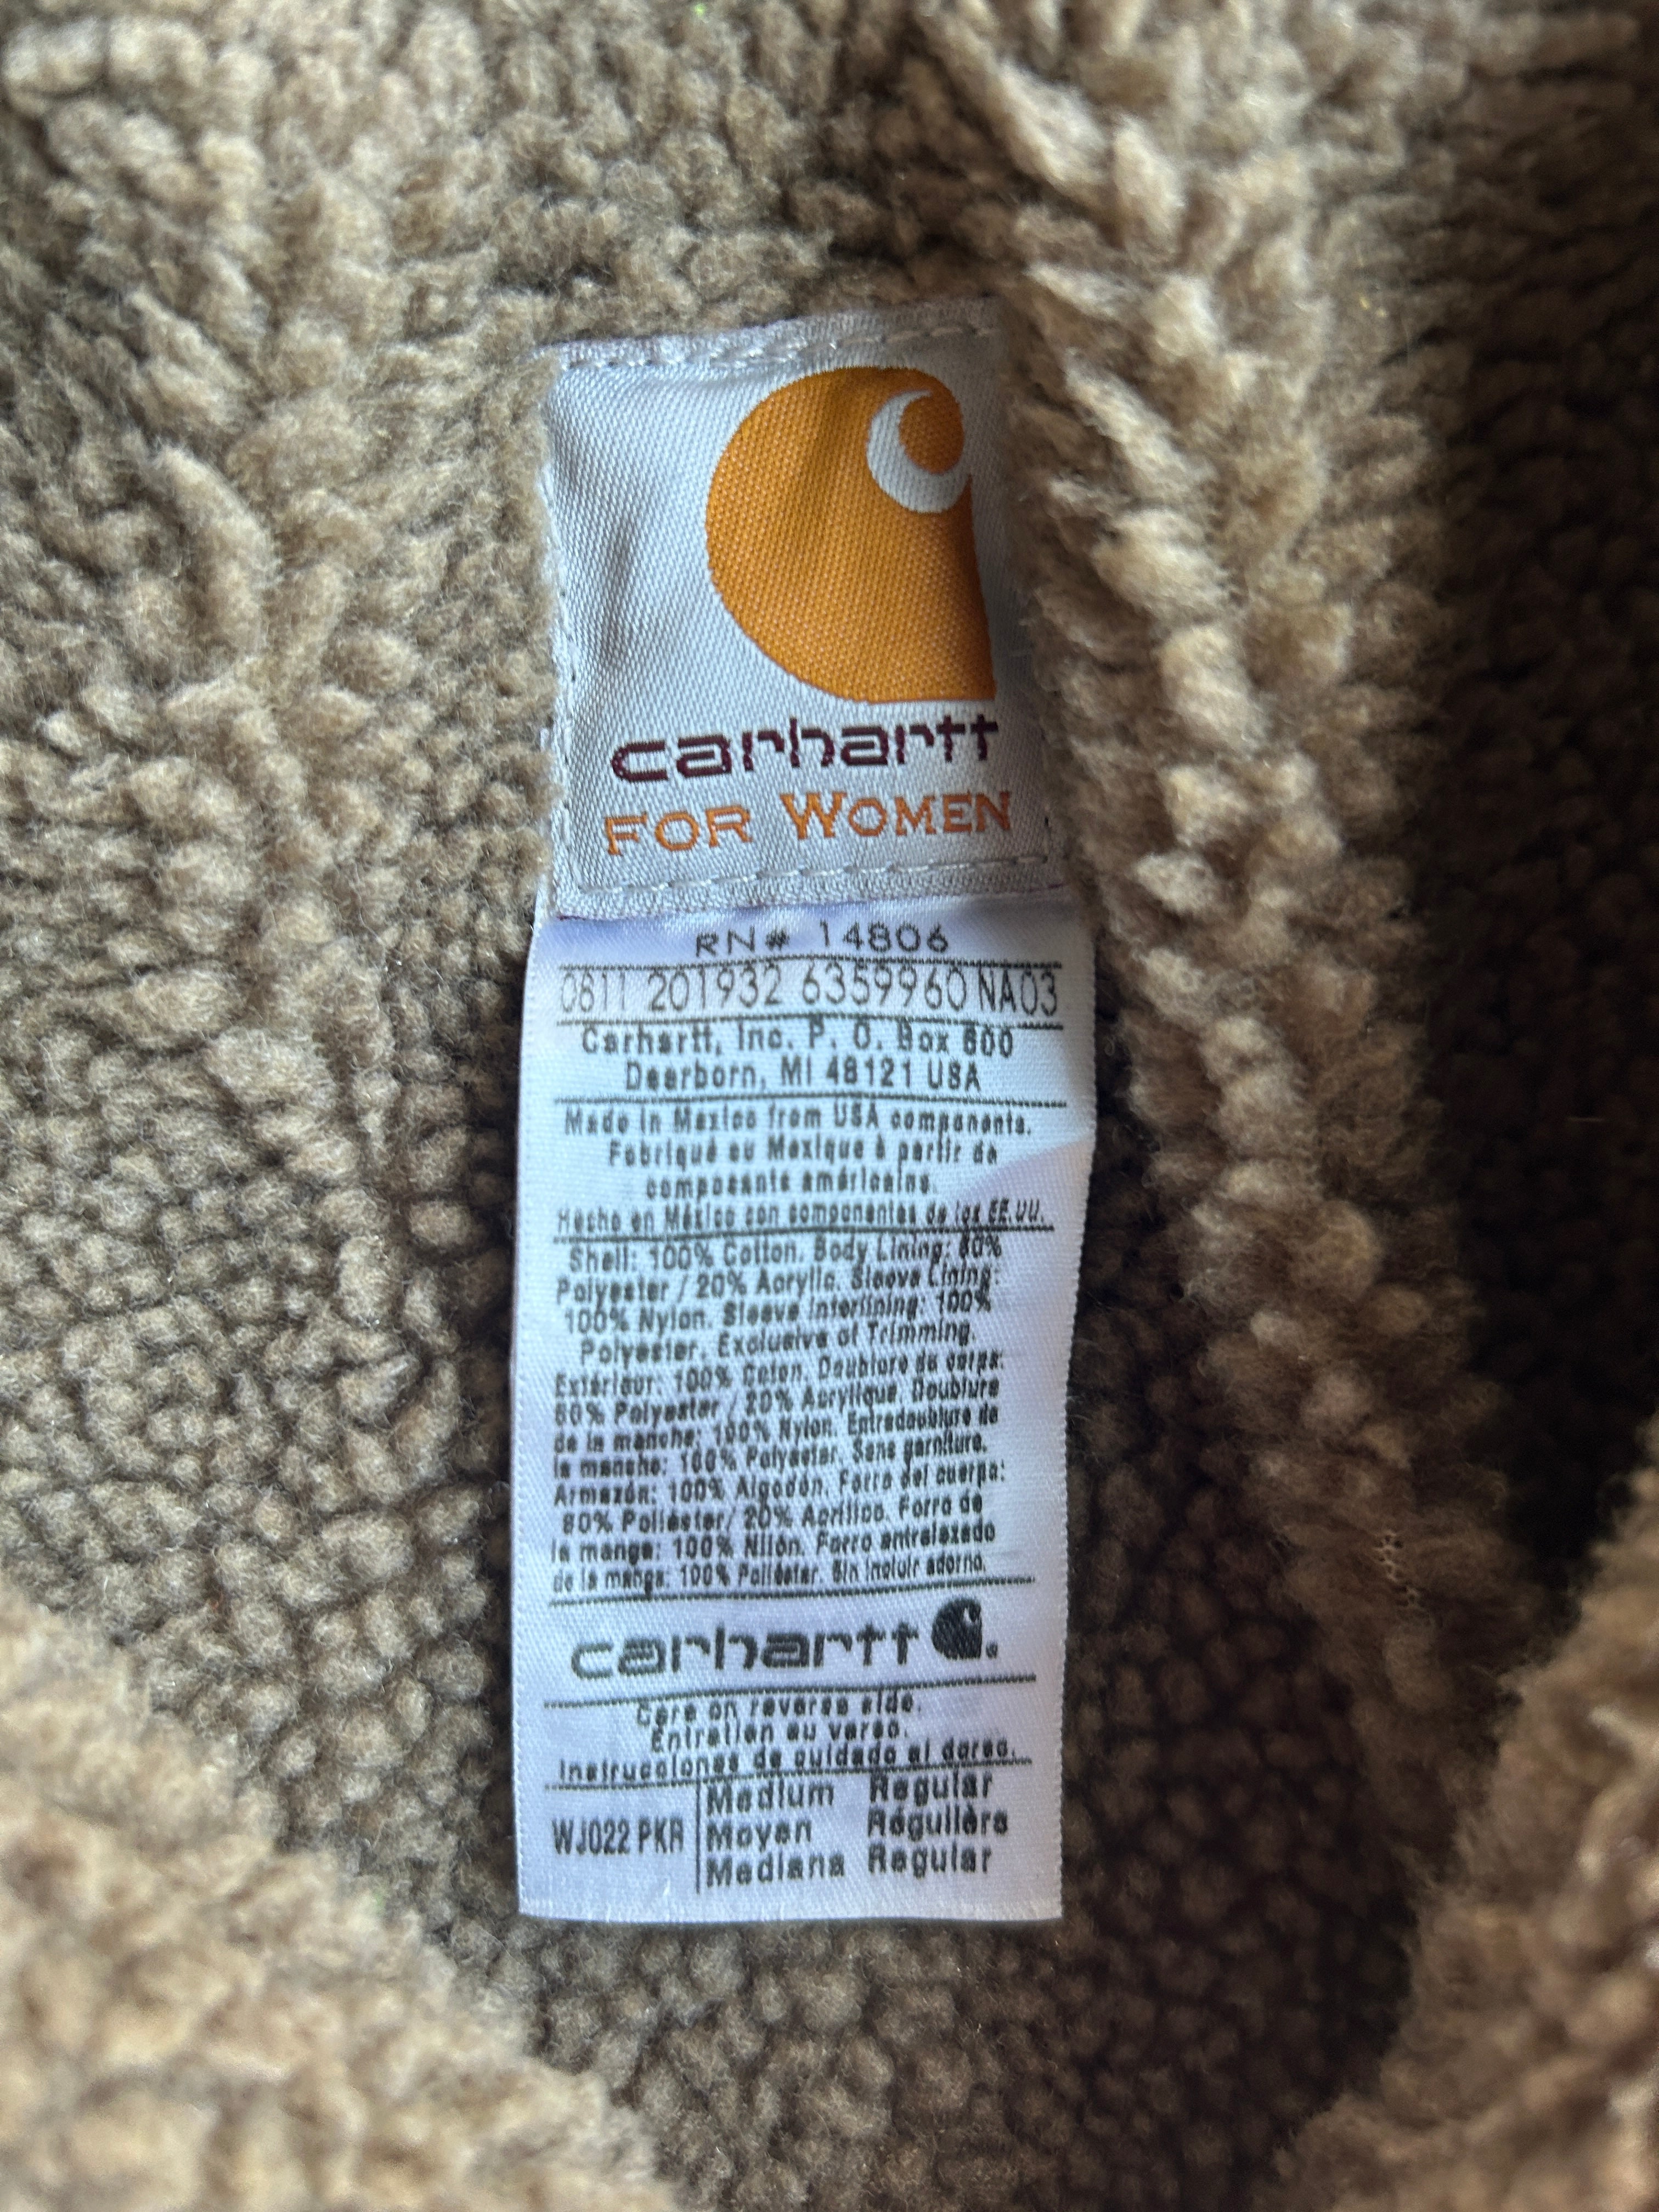 carhartt
FOR WOMEN
RN# 14806
0811 201932 6359960 NA03
Carhartt, Inc. P. O. Box 600
Dearborn, MI 48121 USA
Made in Mexico from USA components.
Fabriqué au Mexique à partir de
composants américains.
Hecho en México con componentes de los EE.UU.
Shell: 100% Cotton. Body Lining: 80%
Polyester / 20% Acrylic. Sleeve Lining:
100% Nylon. Sleeve Interlining: 100%
Polyester. Exclusive of Trimming.
Extérieur: 100% Coton. Doublure du corps:
80% Polyester / 20% Acrylique. Doublure
de la manche: 100% Nylon. Entredoublure de
la manche: 100% Polyester. Sans garniture.
Armazón: 100% Algodón. Forro del cuerpo:
80% Poliéster/ 20% Acrílico. Forro de
la manga: 100% Nilón. Forro entrelazado
de la manga: 100% Poliéster. Sin incluir adorno.
carhartt
Care on reverse side.
Entretien au verso.
Instrucciones de cuidado al dorso.
WJ022 PKR
Medium Regular
Moyen Régulière
Mediana Regular